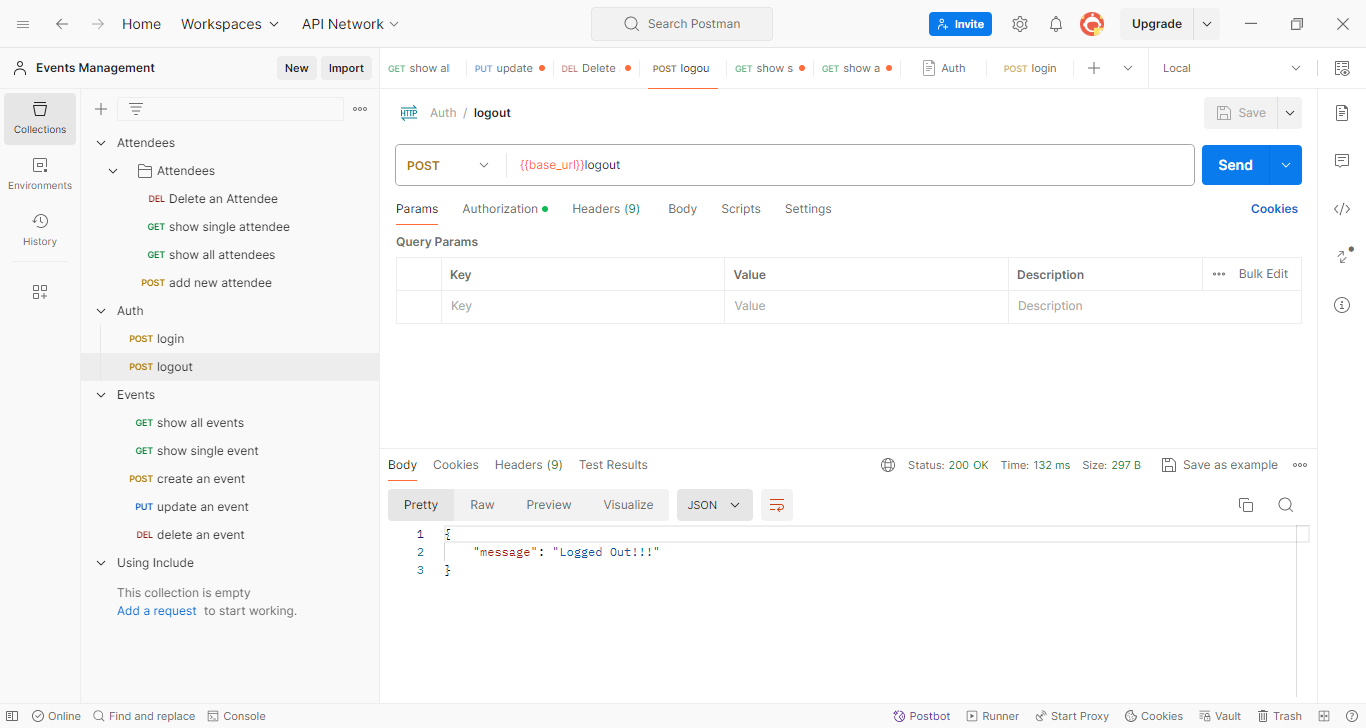 Home Workspaces API Network Search Postman Invite Upgrade
Events Management New Import GET show al PUT update DEL Delete POST logou GET show s GET show a Auth POST login Local
Collections
Environments
History
Attendees
Attendees
DEL Delete an Attendee
GET show single attendee
GET show all attendees
POST add new attendee
Auth
POST login
POST logout
Events
GET show all events
GET show single event
POST create an event
PUT update an event
DEL delete an event
Using Include
This collection is empty
Add a request to start working.
HTTP Auth / logout Save
POST {{base_url}}logout Send
Params Authorization Headers (9) Body Scripts Settings Cookies
Query Params
Key Value Description Bulk Edit
Key Value Description
Body Cookies Headers (9) Test Results Status: 200 OK Time: 132 ms Size: 297 B Save as example
Pretty Raw Preview Visualize JSON
1 {
2 "message": "Logged Out!!!"
3 }
Online Find and replace Console Postbot Runner Start Proxy Cookies Vault Trash